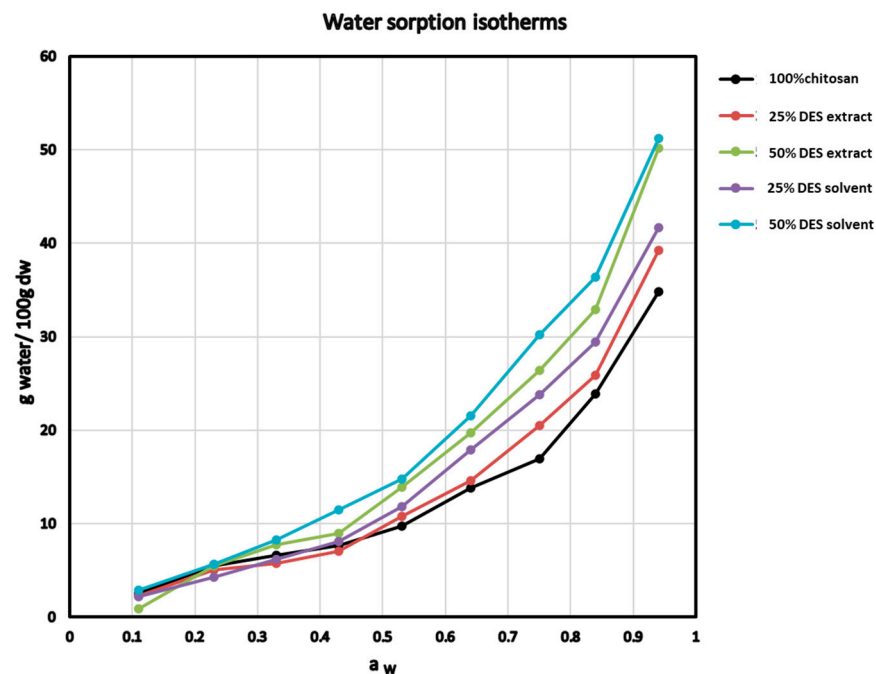 Water sorption isotherms
60
50
40
30
20
10
0
g water/ 100g dw
0 0.1 0.2 0.3 0.4 0.5 0.6 0.7 0.8 0.9 1
a w
100%chitosan
25% DES extract
50% DES extract
25% DES solvent
50% DES solvent